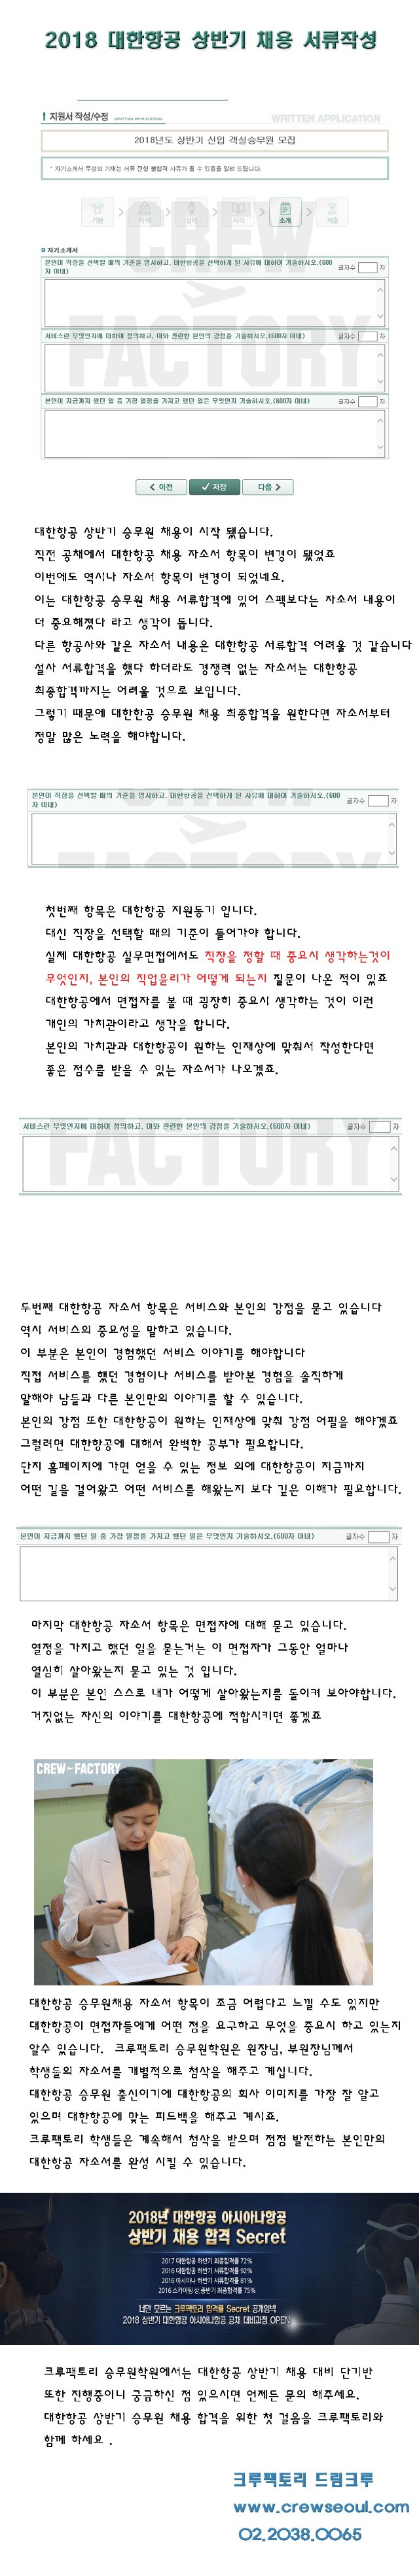 2018 대한항공 상반기 채용 서류작성
! 지원서 작성/수정 WRITTEN APPLICATION
WRITTEN APPLICATION
2018년도 상반기 신입 객실승무원 모집
* 자기소개서 부성의 기재는 서류 전형 불합격 사유가 될 수 있음을 알려 드립니다.
기본
학력
자격
소개
제출
CREW
FACTORY
자기소개서
본인이 직장을 선택할 때의 기준을 명시하고, 대한항공을 선택하게 된 사유에 대하여 기술하시오.(600
자 이내)
글자수 자
서비스란 무엇인지에 대하여 정의하고, 이와 관련한 본인의 강점을 기술하시오.(600자 이내)
글자수 자
본인이 지금까지 했던 일 중 가장 열정을 가지고 했던 일은 무엇인지 기술하시오.(600자 이내)
글자수 자
이전
저장
다음
대한항공 상반기 승무원 채용이 시작 됐습니다.
직전 공채에서 대한항공 채용 자소서 항목이 변경이 됐었죠
이번에도 역시나 자소서 항목이 변경이 되었네요.
이는 대한항공 승무원 채용 서류합격에 있어 스펙보다는 자소서 내용이
더 중요해졌다 라고 생각이 듭니다.
다른 항공사와 같은 자소서 내용은 대한항공 서류합격 어려울 것 같습니다
설사 서류합격을 했다 하더라도 경쟁력 없는 자소서는 대한항공
최종합격까지는 어려울 것으로 보입니다.
그렇기 때문에 대한항공 승무원 채용 최종합격을 원한다면 자소서부터
정말 많은 노력을 해야합니다.
본인이 직장을 선택할 때의 기준을 명시하고, 대한항공을 선택하게 된 사유에 대하여 기술하시오.(600
자 이내)
글자수 자
FACTORY
첫번째 항목은 대한항공 지원동기 입니다.
대신 직장을 선택할 때의 기준이 들어가야 합니다.
실제 대한항공 실무면접에서도 직장을 정할 때 중요시 생각하는것이
무엇인지, 본인의 직업윤리가 어떻게 되는지 질문이 나온 적이 있죠
대한항공에서 면접자를 볼 때 굉장히 중요시 생각하는 것이 이런
개인의 가치관이라고 생각을 합니다.
본인의 가치관과 대한항공이 원하는 인재상에 맞춰서 작성한다면
좋은 점수를 받을 수 있는 자소서가 나오겠죠.
서비스란 무엇인지에 대하여 정의하고, 이와 관련한 본인의 강점을 기술하시오.(600자 이내)
글자수 자
FACTORY
두번째 대한항공 자소서 항목은 서비스와 본인의 강점을 묻고 있습니다
역시 서비스의 중요성을 말하고 있습니다.
이 부분은 본인이 경험했던 서비스 이야기를 해야합니다
직접 서비스를 했던 경험이나 서비스를 받아본 경험을 솔직하게
말해야 남들과 다른 본인만의 이야기를 할 수 있습니다.
본인의 강점 또한 대한항공이 원하는 인재상에 맞춰 강점 어필을 해야겠죠
그럴려면 대한항공에 대해서 완벽한 공부가 필요합니다.
단지 홈페이지에 가면 얻을 수 있는 정보 외에 대한항공이 지금까지
어떤 길을 걸어왔고 어떤 서비스를 해왔는지 보다 깊은 이해가 필요합니다.
본인이 지금까지 했던 일 중 가장 열정을 가지고 했던 일은 무엇인지 기술하시오.(600자 이내)
글자수 자
마지막 대한항공 자소서 항목은 면접자에 대해 묻고 있습니다.
열정을 가지고 했던 일을 묻는거는 이 면접자가 그동안 얼마나
열심히 살아왔는지 묻고 있는 것 입니다.
이 부분은 본인 스스로 내가 어떻게 살아왔는지를 돌이켜 보아야합니다.
거짓없는 자신의 이야기를 대한항공에 적합시키면 좋겠죠
CREW FACTORY
대한항공 승무원채용 자소서 항목이 조금 어렵다고 느낄 수도 있지만
대한항공이 면접자들에게 어떤 점을 요구하고 무엇을 중요시 하고 있는지
알수 있습니다. 크루팩토리 승무원학원은 원장님, 부원장님께서
학생들의 자소서를 개별적으로 첨삭을 해주고 계십니다.
대한항공 승무원 출신이기에 대한항공의 회사 이미지를 가장 잘 알고
있으며 대한항공에 맞는 피드백을 해주고 계시죠.
크루팩토리 학생들은 계속해서 첨삭을 받으며 점점 발전하는 본인만의
대한항공 자소서를 완성 시킬 수 있습니다.
2018년 대한항공 아시아나항공
상반기 채용 합격 Secret
2017 대한항공 하반기 최종합격률 72%
2016 대한항공 하반기 서류합격률 92%
2016 아시아나 하반기 서류합격률 81%
2016 스카이팀 상,중반기 최종합격률 75%
너만 모르는 크루팩토리 합격률 Secret 공개임박
2018 상반기 대한항공 아시아나항공 공채 대비과정 OPEN
크루팩토리 승무원학원에서는 대한항공 상반기 채용 대비 단기반
또한 진행중이니 궁금하신 점 있으시면 언제든 문의 해주세요.
대한항공 상반기 승무원 채용 합격을 위한 첫 걸음을 크루팩토리와
함께 하세요 .
크루팩토리 드림크루
www.crewseoul.com
02.2038.0065